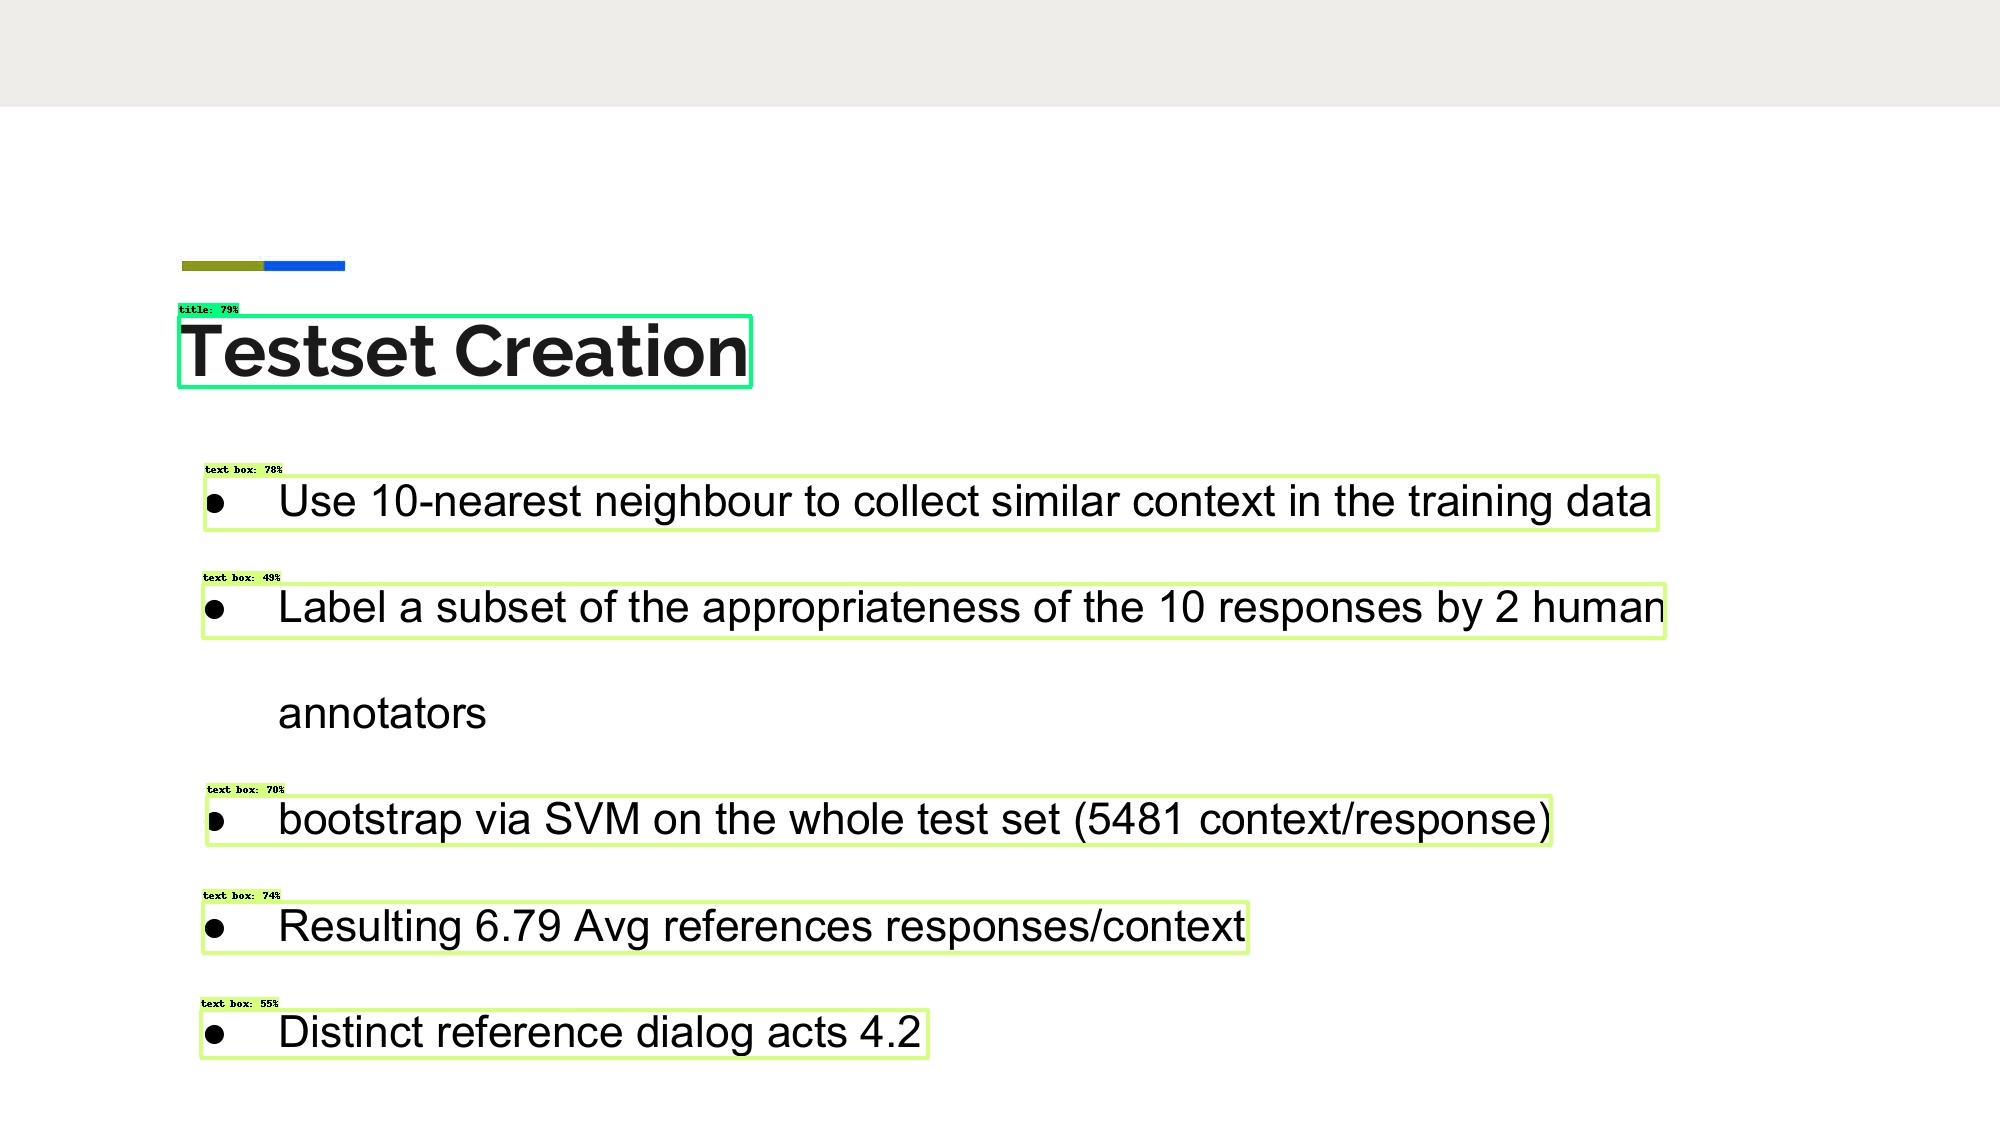 title: 79%
Testset Creation
text box: 78%
● Use 10-nearest neighbour to collect similar context in the training data
text box: 49%
● Label a subset of the appropriateness of the 10 responses by 2 human
annotators
text box: 70%
● bootstrap via SVM on the whole test set (5481 context/response)
text box: 74%
● Resulting 6.79 Avg references responses/context
text box: 55%
● Distinct reference dialog acts 4.2